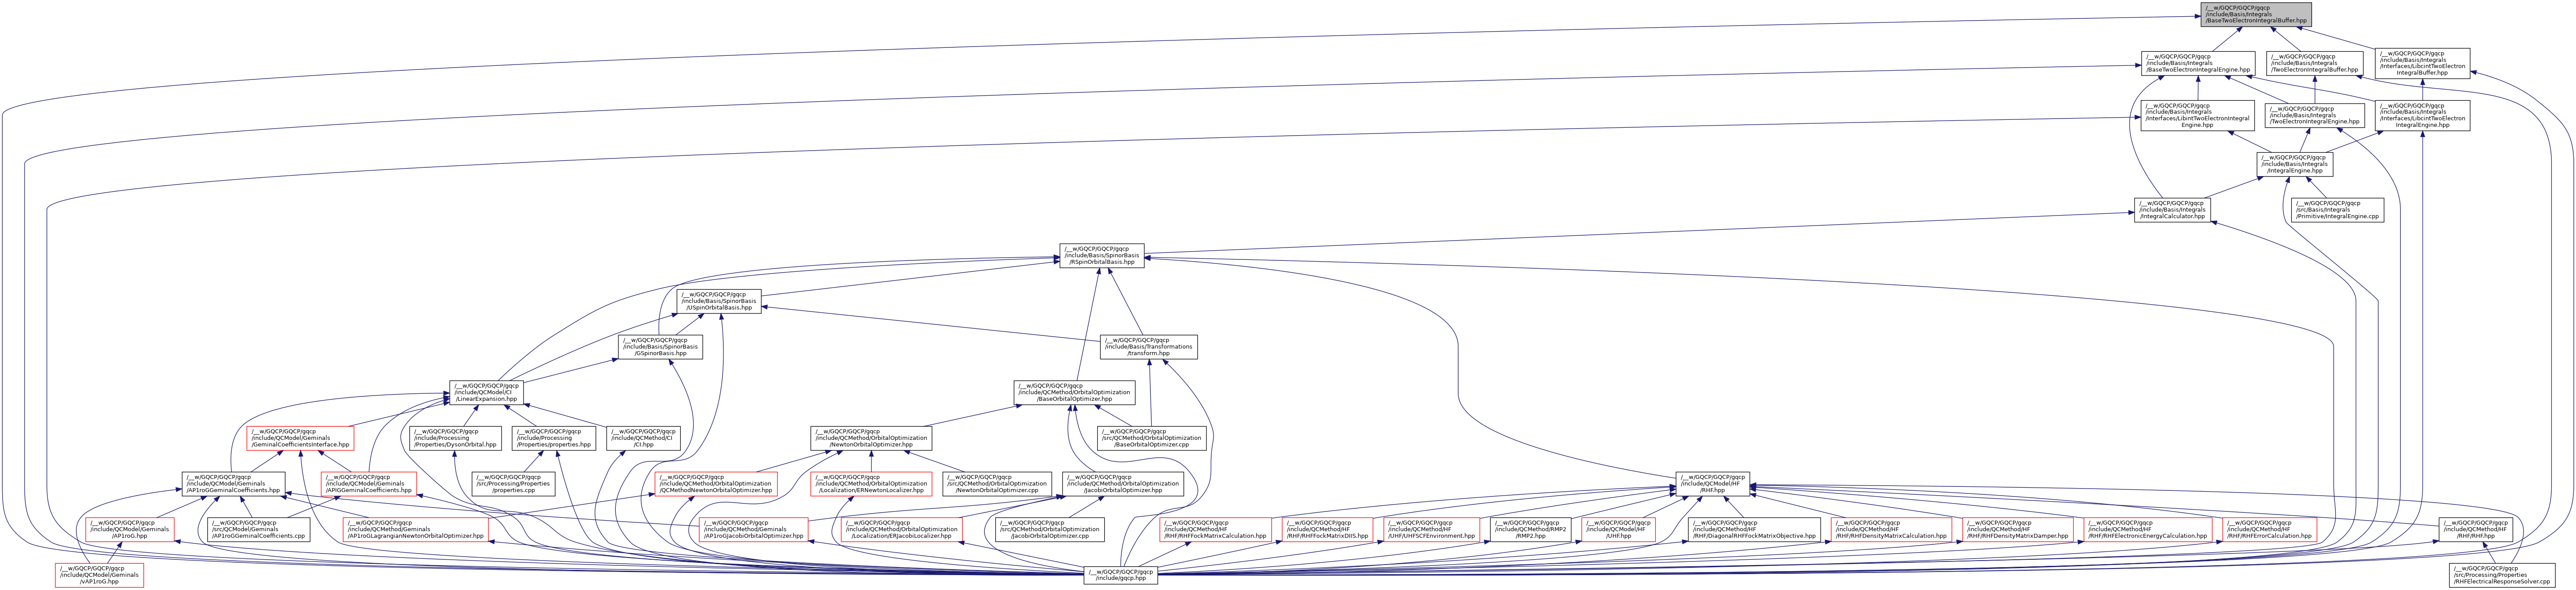 /__w/GQCP/GQCP/gqcp
/include/Basis/Integrals
/BaseTwoElectronIntegralBuffer.hpp
/__w/GQCP/GQCP/gqcp
/include/Basis/Integrals
/BaseTwoElectronIntegralEngine.hpp
/__w/GQCP/GQCP/gqcp
/include/Basis/Integrals
/TwoElectronIntegralBuffer.hpp
/__w/GQCP/GQCP/gqcp
/include/Basis/Integrals
/Interfaces/LibcintTwoElectron
IntegralBuffer.hpp
/__w/GQCP/GQCP/gqcp
/include/Basis/Integrals
/Interfaces/LibintTwoElectronIntegral
Engine.hpp
/__w/GQCP/GQCP/gqcp
/include/Basis/Integrals
/TwoElectronIntegralEngine.hpp
/__w/GQCP/GQCP/gqcp
/include/Basis/Integrals
/Interfaces/LibcintTwoElectron
IntegralEngine.hpp
/__w/GQCP/GQCP/gqcp
/include/Basis/Integrals
/IntegralEngine.hpp
/__w/GQCP/GQCP/gqcp
/include/Basis/Integrals
/IntegralCalculator.hpp
/__w/GQCP/GQCP/gqcp
/src/Basis/Integrals
/Primitive/IntegralEngine.cpp
/__w/GQCP/GQCP/gqcp
/include/Basis/SpinorBasis
/RSpinOrbitalBasis.hpp
/__w/GQCP/GQCP/gqcp
/include/Basis/SpinorBasis
/USpinOrbitalBasis.hpp
/__w/GQCP/GQCP/gqcp
/include/Basis/SpinorBasis
/GSpinorBasis.hpp
/__w/GQCP/GQCP/gqcp
/include/Basis/Transformations
/transform.hpp
/__w/GQCP/GQCP/gqcp
/include/QCModel/CI
/LinearExpansion.hpp
/__w/GQCP/GQCP/gqcp
/include/QCMethod/OrbitalOptimization
/BaseOrbitalOptimizer.hpp
/__w/GQCP/GQCP/gqcp
/include/QCModel/Geminals
/GeminalCoefficientsInterface.hpp
/__w/GQCP/GQCP/gqcp
/include/Processing
/Properties/DysonOrbital.hpp
/__w/GQCP/GQCP/gqcp
/include/Processing
/Properties/properties.hpp
/__w/GQCP/GQCP/gqcp
/include/QCMethod/CI
/CI.hpp
/__w/GQCP/GQCP/gqcp
/include/QCMethod/OrbitalOptimization
/NewtonOrbitalOptimizer.hpp
/__w/GQCP/GQCP/gqcp
/src/QCMethod/OrbitalOptimization
/BaseOrbitalOptimizer.cpp
/__w/GQCP/GQCP/gqcp
/include/QCModel/Geminals
/AP1roGGeminalCoefficients.hpp
/__w/GQCP/GQCP/gqcp
/include/QCModel/Geminals
/APIGGeminalCoefficients.hpp
/__w/GQCP/GQCP/gqcp
/src/Processing/Properties
/properties.cpp
/__w/GQCP/GQCP/gqcp
/include/QCMethod/OrbitalOptimization
/QCMethodNewtonOrbitalOptimizer.hpp
/__w/GQCP/GQCP/gqcp
/include/QCMethod/OrbitalOptimization
/Localization/ERNewtonLocalizer.hpp
/__w/GQCP/GQCP/gqcp
/src/QCMethod/OrbitalOptimization
/NewtonOrbitalOptimizer.cpp
/__w/GQCP/GQCP/gqcp
/include/QCMethod/OrbitalOptimization
/JacobiOrbitalOptimizer.hpp
/__w/GQCP/GQCP/gqcp
/include/QCModel/HF
/RHF.hpp
/__w/GQCP/GQCP/gqcp
/include/QCModel/Geminals
/AP1roG.hpp
/__w/GQCP/GQCP/gqcp
/src/QCModel/Geminals
/AP1roGGeminalCoefficients.cpp
/__w/GQCP/GQCP/gqcp
/include/QCMethod/Geminals
/AP1roGLagrangianNewtonOrbitalOptimizer.hpp
/__w/GQCP/GQCP/gqcp
/include/QCMethod/Geminals
/AP1roGJacobiOrbitalOptimizer.hpp
/__w/GQCP/GQCP/gqcp
/include/QCMethod/OrbitalOptimization
/Localization/ERJacobiLocalizer.hpp
/__w/GQCP/GQCP/gqcp
/src/QCMethod/OrbitalOptimization
/JacobiOrbitalOptimizer.cpp
/__w/GQCP/GQCP/gqcp
/include/QCMethod/HF
/RHF/RHFFockMatrixCalculation.hpp
/__w/GQCP/GQCP/gqcp
/include/QCMethod/HF
/RHF/RHFFockMatrixDIIS.hpp
/__w/GQCP/GQCP/gqcp
/include/QCMethod/HF
/UHF/UHFSCFEnvironment.hpp
/__w/GQCP/GQCP/gqcp
/include/QCMethod/RMP2
/RMP2.hpp
/__w/GQCP/GQCP/gqcp
/include/QCModel/HF
/UHF.hpp
/__w/GQCP/GQCP/gqcp
/include/QCMethod/HF
/RHF/DiagonalRHFFockMatrixObjective.hpp
/__w/GQCP/GQCP/gqcp
/include/QCMethod/HF
/RHF/RHFDensityMatrixCalculation.hpp
/__w/GQCP/GQCP/gqcp
/include/QCMethod/HF
/RHF/RHFDensityMatrixDamper.hpp
/__w/GQCP/GQCP/gqcp
/include/QCMethod/HF
/RHF/RHFElectronicEnergyCalculation.hpp
/__w/GQCP/GQCP/gqcp
/include/QCMethod/HF
/RHF/RHFErrorCalculation.hpp
/__w/GQCP/GQCP/gqcp
/include/QCMethod/HF
/RHF/RHF.hpp
/__w/GQCP/GQCP/gqcp
/include/QCModel/Geminals
/vAP1roG.hpp
/__w/GQCP/GQCP/gqcp
/include/gqcp.hpp
/__w/GQCP/GQCP/gqcp
/src/Processing/Properties
/RHFElectricalResponseSolver.cpp